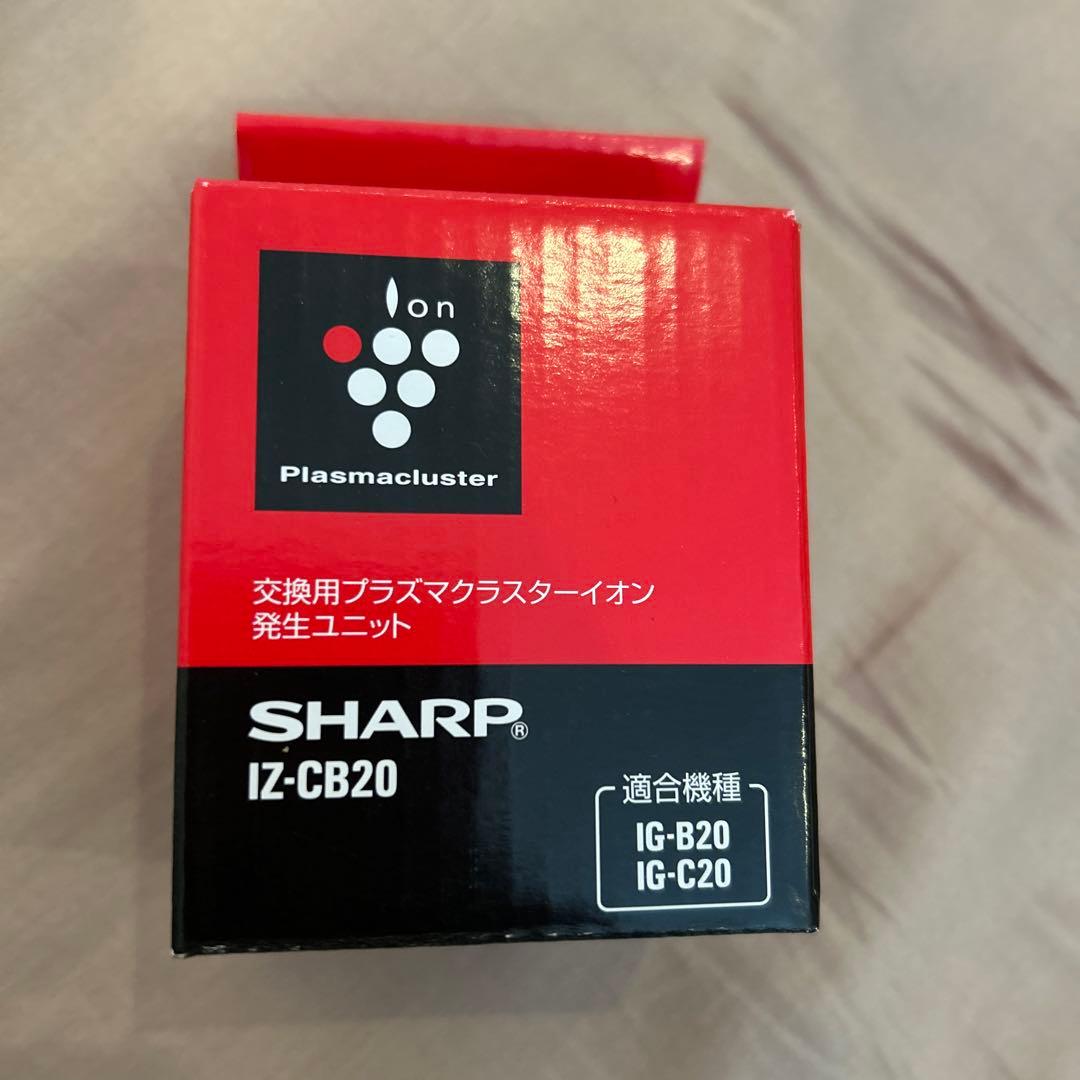 Ion
Plasmacluster
交換用プラズマクラスターイオン
発生ユニット
SHARP®
IZ-CB20
適合機種
IG-B20
IG-C20